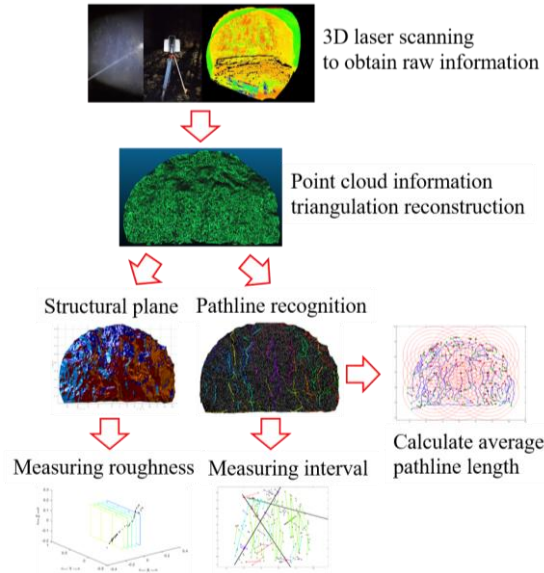 3D laser scanning
to obtain raw information
Point cloud information
triangulation reconstruction
Structural plane
Pathline recognition
Calculate average
pathline length
Measuring roughness
Measuring interval